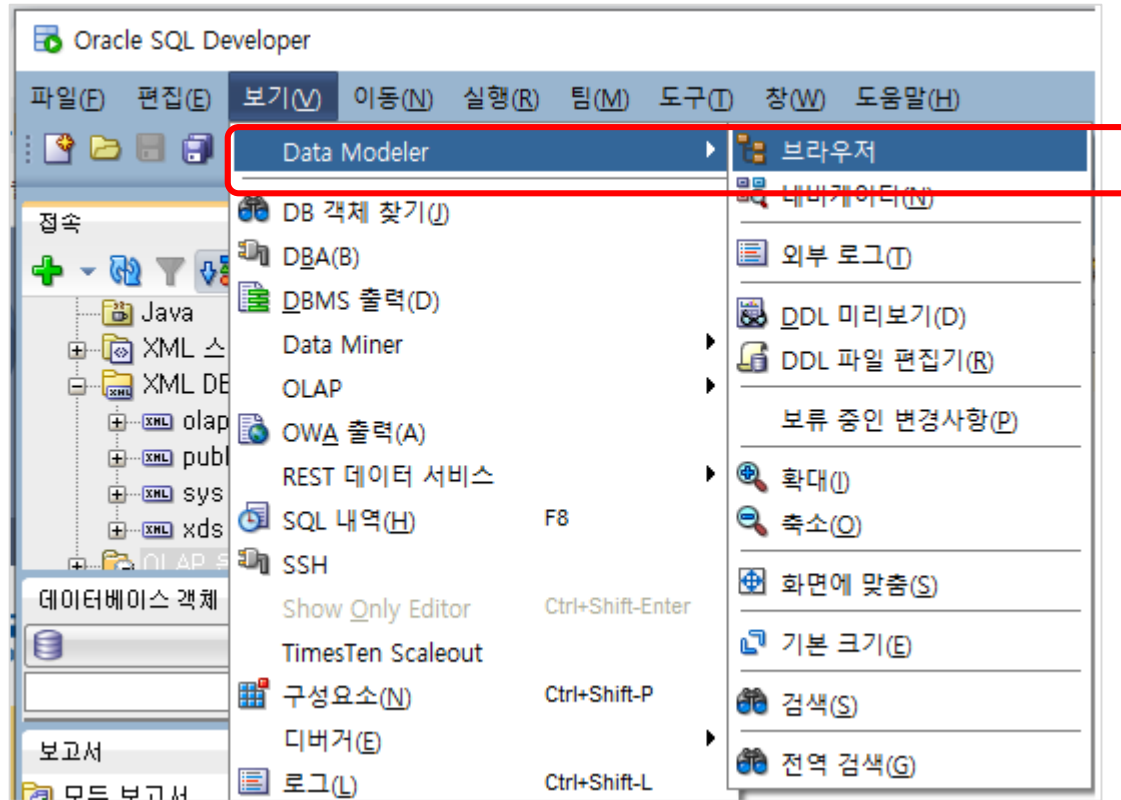 Oracle SQL Developer
파일(F) 편집(E) 보기(V) 이동(N) 실행(R) 팀(M) 도구(T) 창(W) 도움말(H)
접속
Java
XML 스
XML DE
XML olap
XML publ
XML sys
XML xds
OLAP
데이터베이스 객체
보고서
모든 보고서
Data Modeler
DB 객체 찾기(J)
DBA(B)
DBMS 출력(D)
Data Miner
OLAP
OWA 출력(A)
REST 데이터 서비스
SQL 내역(H) F8
SSH
Show Only Editor Ctrl+Shift-Enter
TimesTen Scaleout
구성요소(N) Ctrl+Shift-P
디버거(E)
로그(L) Ctrl+Shift-L
브라우저
네비게이터(N)
외부 로그(T)
DDL 미리보기(D)
DDL 파일 편집기(R)
보류 중인 변경사항(P)
확대(I)
축소(O)
화면에 맞춤(S)
기본 크기(E)
검색(S)
전역 검색(G)